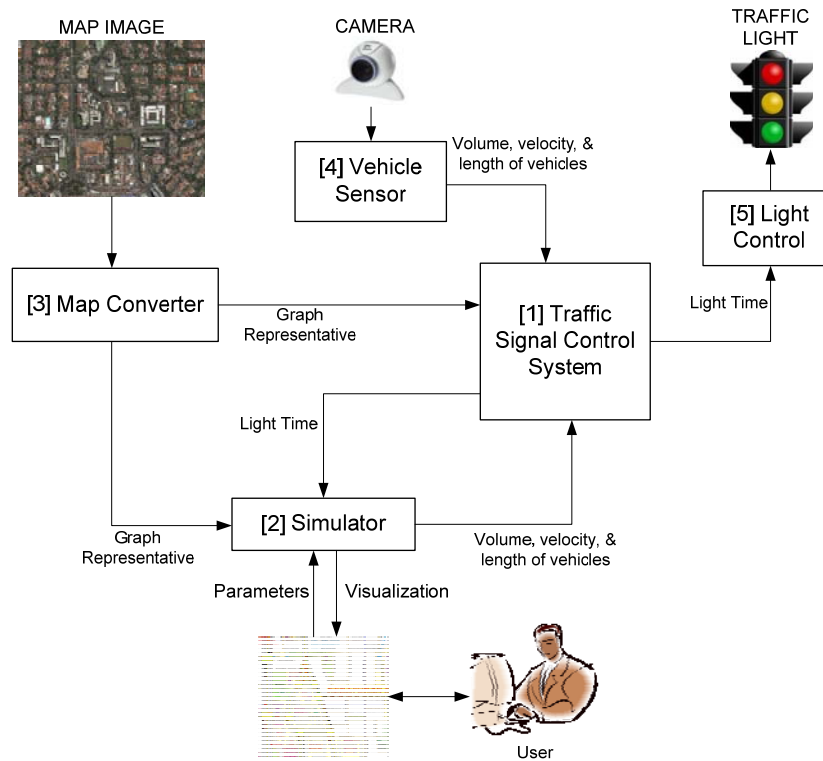 MAP IMAGE
CAMERA
TRAFFIC
LIGHT
[4] Vehicle
Sensor
Volume, velocity, &
length of vehicles
[5] Light
Control
[3] Map Converter
Graph
Representative
[1] Traffic
Signal Control
System
Light Time
Light Time
[2] Simulator
Graph
Representative
Volume, velocity, &
length of vehicles
Parameters
Visualization
User